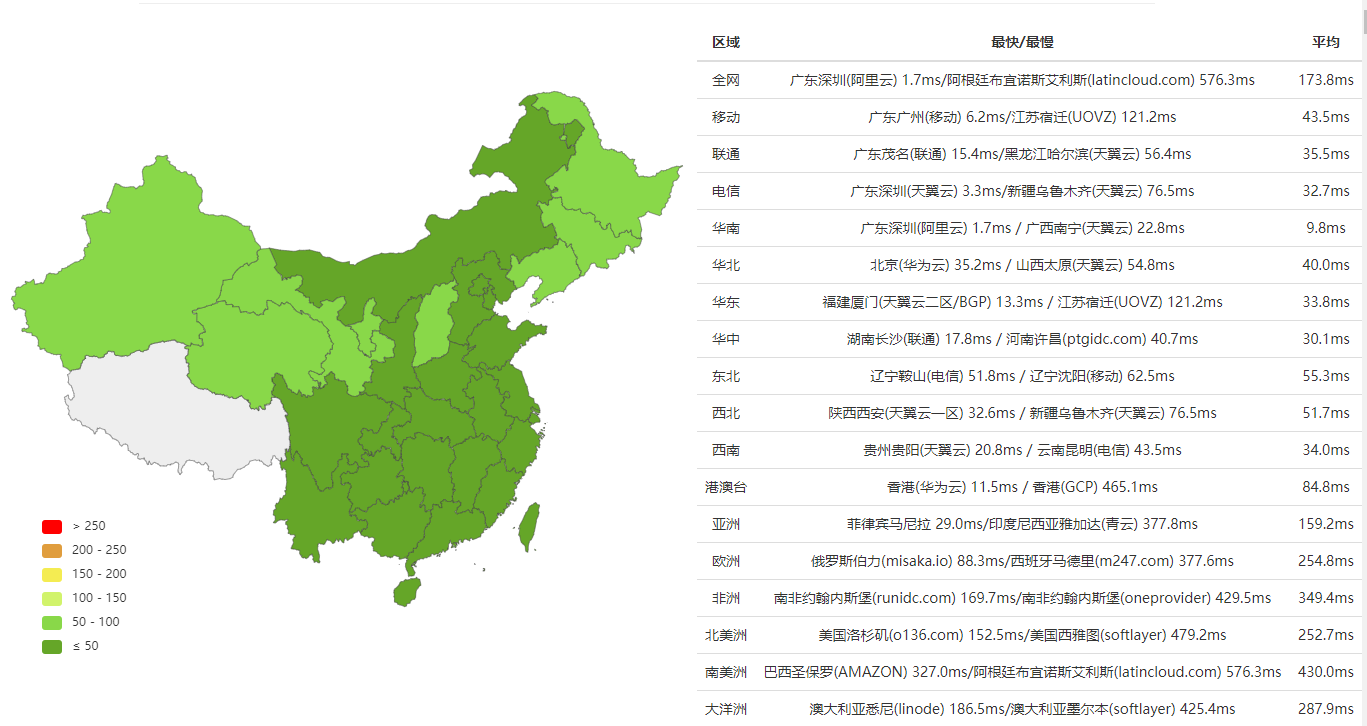 区域 最快/最慢 平均
全网 广东深圳(阿里云) 1.7ms/阿根廷布宜诺斯艾利斯(latincloud.com) 576.3ms 173.8ms
移动 广东广州(移动) 6.2ms/江苏宿迁(UOVZ) 121.2ms 43.5ms
联通 广东茂名(联通) 15.4ms/黑龙江哈尔滨(天翼云) 56.4ms 35.5ms
电信 广东深圳(天翼云) 3.3ms/新疆乌鲁木齐(天翼云) 76.5ms 32.7ms
华南 广东深圳(阿里云) 1.7ms / 广西南宁(天翼云) 22.8ms 9.8ms
华北 北京(华为云) 35.2ms / 山西太原(天翼云) 54.8ms 40.0ms
华东 福建厦门(天翼云二区/BGP) 13.3ms / 江苏宿迁(UOVZ) 121.2ms 33.8ms
华中 湖南长沙(联通) 17.8ms / 河南许昌(ptgidc.com) 40.7ms 30.1ms
东北 辽宁鞍山(电信) 51.8ms / 辽宁沈阳(移动) 62.5ms 55.3ms
西北 陕西西安(天翼云一区) 32.6ms / 新疆乌鲁木齐(天翼云) 76.5ms 51.7ms
西南 贵州贵阳(天翼云) 20.8ms / 云南昆明(电信) 43.5ms 34.0ms
港澳台 香港(华为云) 11.5ms / 香港(GCP) 465.1ms 84.8ms
亚洲 菲律宾马尼拉 29.0ms/印度尼西亚雅加达(青云) 377.8ms 159.2ms
欧洲 俄罗斯伯力(misaka.io) 88.3ms/西班牙马德里(m247.com) 377.6ms 254.8ms
非洲 南非约翰内斯堡(runidc.com) 169.7ms/南非约翰内斯堡(oneprovider) 429.5ms 349.4ms
北美洲 美国洛杉矶(o136.com) 152.5ms/美国西雅图(softlayer) 479.2ms 252.7ms
南美洲 巴西圣保罗(AMAZON) 327.0ms/阿根廷布宜诺斯艾利斯(latincloud.com) 576.3ms 430.0ms
大洋洲 澳大利亚悉尼(linode) 186.5ms/澳大利亚墨尔本(softlayer) 425.4ms 287.9ms
> 250
200 - 250
150 - 200
100 - 150
50 - 100
≤ 50